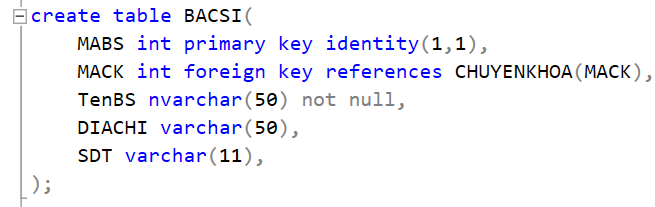 create table BACSI(
MABS int primary key identity(1,1),
MACK int foreign key references CHUYENKHOA(MACK),
TenBS nvarchar(50) not null,
DIACHI varchar(50),
SDT varchar(11),
);